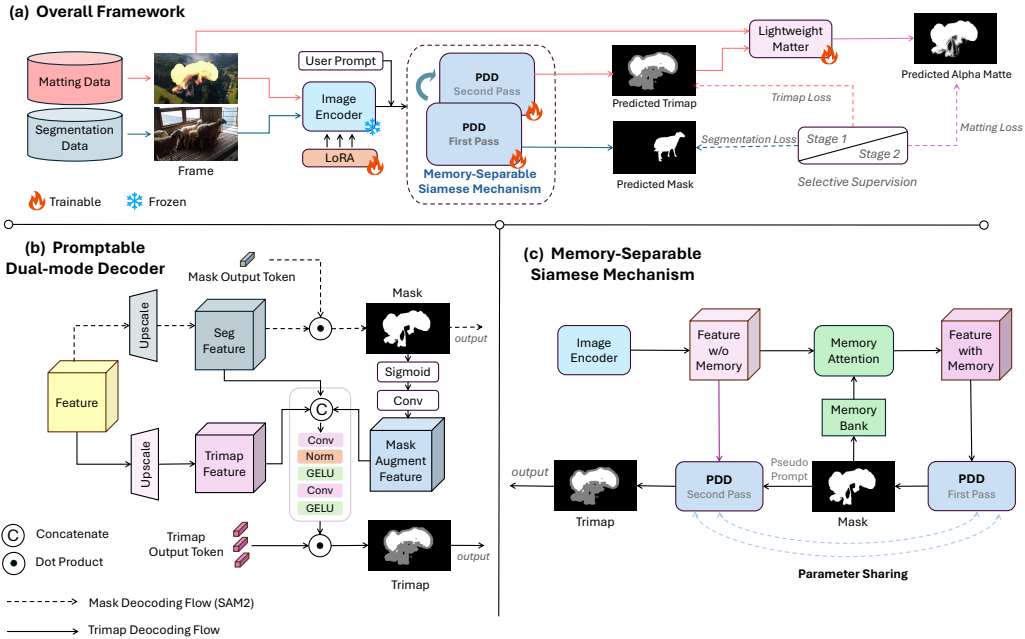 (a) Overall Framework
Matting Data
Segmentation
Data
Frame
User Prompt
Image
Encoder
LoRA
PDD
Second Pass
PDD
First Pass
Memory-Separable
Siamese Mechanism
Predicted Trimap
Predicted Mask
Lightweight
Matter
Predicted Alpha Matte
Trimap Loss
Segmentation Loss
Matting Loss
Stage 1
Stage 2
Selective Supervision
Trainable
Frozen
(b) Promptable
Dual-mode Decoder
Mask Output Token
Upscale
Seg
Feature
Mask
output
Sigmoid
Conv
Feature
Upscale
Trimap
Feature
C
Conv
Norm
GELU
Conv
GELU
Mask
Augment
Feature
Trimap
Output Token
Trimap
output
C
Concatenate
Dot Product
Mask Deocoding Flow (SAM2)
Trimap Deocoding Flow
(c) Memory-Separable
Siamese Mechanism
Image
Encoder
Feature
w/o
Memory
Memory
Attention
Feature
with
Memory
Memory
Bank
output
Trimap
PDD
Second Pass
Pseudo
Prompt
Mask
PDD
First Pass
Parameter Sharing